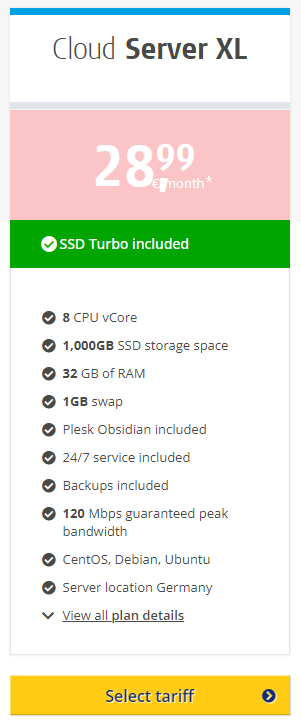 Cloud Server XL
28,99
€/month*
SSD Turbo included
8 CPU vCore
1,000GB SSD storage space
32 GB of RAM
1GB swap
Plesk Obsidian included
24/7 service included
Backups included
120 Mbps guaranteed peak
bandwidth
CentOS, Debian, Ubuntu
Server location Germany
View all plan details
Select tariff